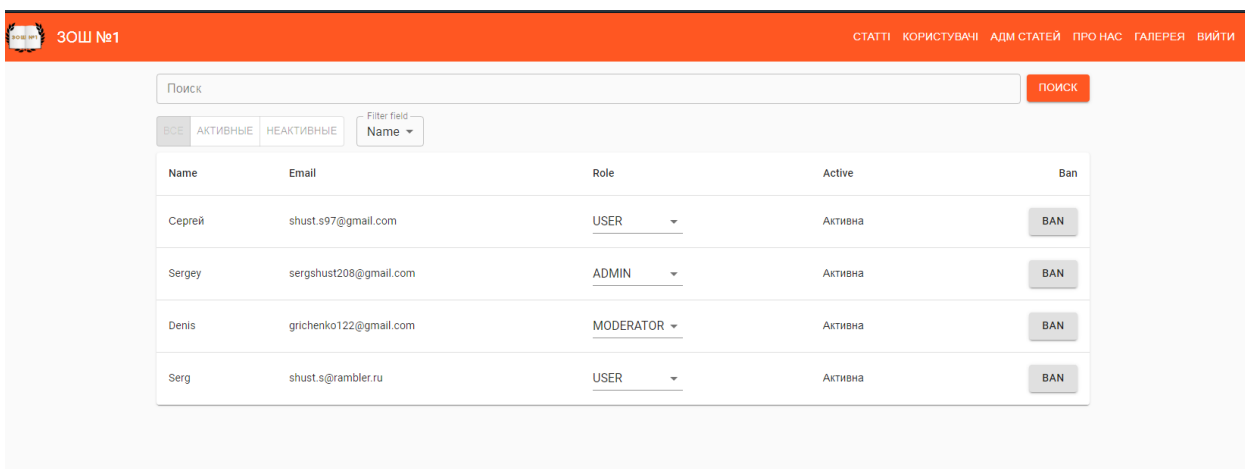 ЗОШ №1 ЗОШ №1 СТАТТІ КОРИСТУВАЧІ АДМ СТАТЕЙ ПРО НАС ГАЛЕРЕЯ ВИЙТИ
Поиск ПОИСК
Filter field
ВСЕ АКТИВНЫЕ НЕАКТИВНЫЕ Name
Name Email Role Active Ban
Сергей shust.s97@gmail.com USER Активна BAN
Sergey sergshust208@gmail.com ADMIN Активна BAN
Denis grichenko122@gmail.com MODERATOR Активна BAN
Serg shust.s@rambler.ru USER Активна BAN